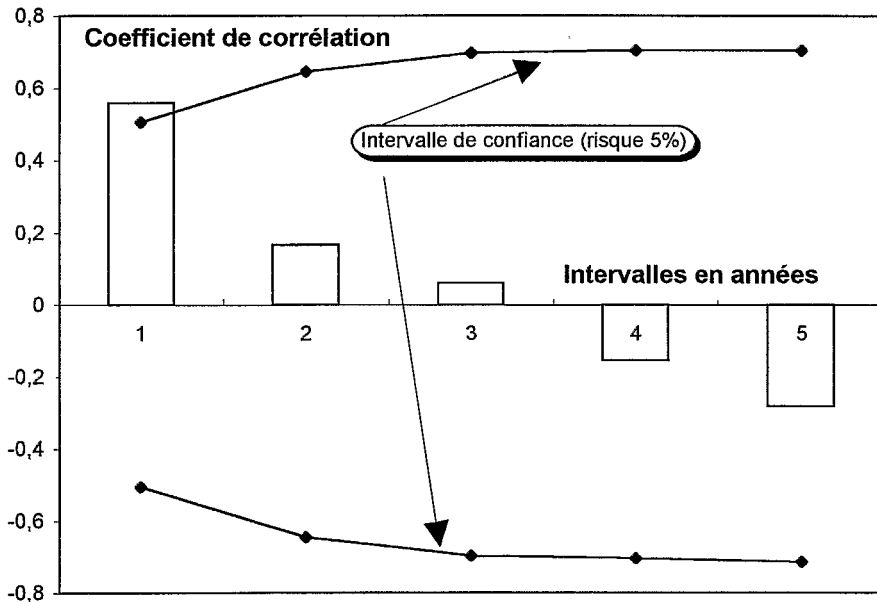 0,8
Coefficient de corrélation
0,6
Intervalle de confiance (risque 5%)
0,4
0,2
Intervalles en années
0
1 2 3 4 5
-0,2
-0,4
-0,6
-0,8